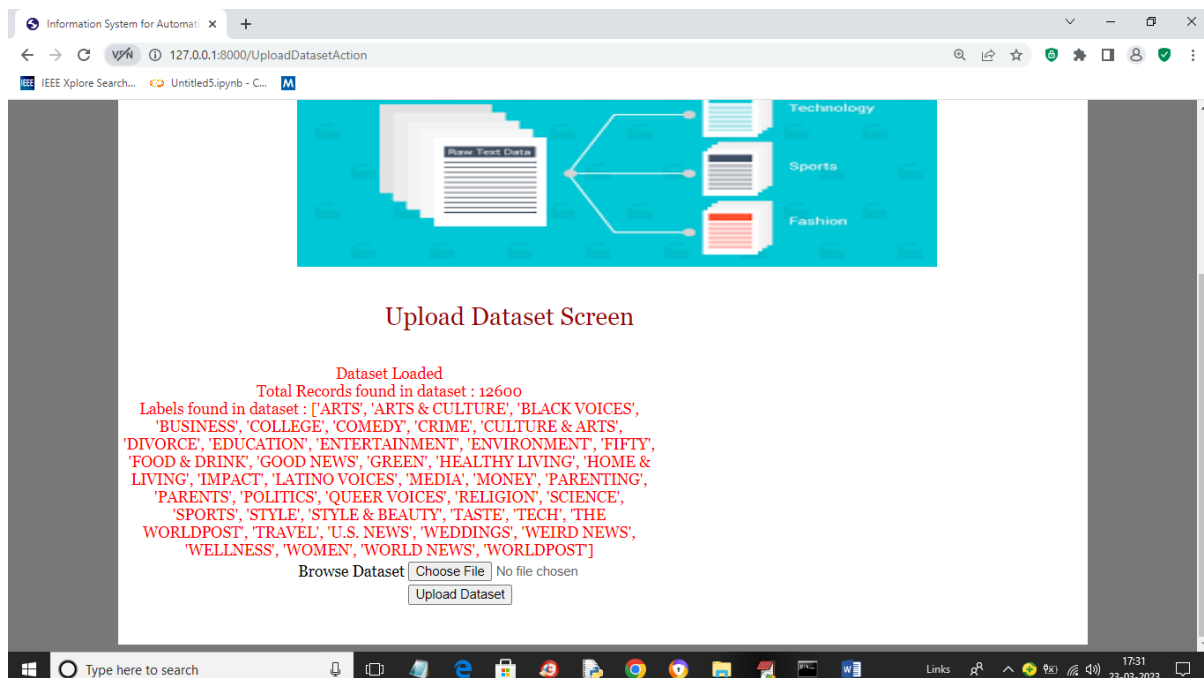 Information System for Automati
127.0.0.1:8000/UploadDatasetAction
VPN
IEEE IEEE Xplore Search...
Untitled5.ipynb - C...
M
Technology
Raw Text Data
Sports
Fashion
Upload Dataset Screen
Dataset Loaded
Total Records found in dataset : 12600
Labels found in dataset : ['ARTS', 'ARTS & CULTURE', 'BLACK VOICES',
'BUSINESS', 'COLLEGE', 'COMEDY', 'CRIME', 'CULTURE & ARTS',
'DIVORCE', 'EDUCATION', 'ENTERTAINMENT', 'ENVIRONMENT', 'FIFTY',
'FOOD & DRINK', 'GOOD NEWS', 'GREEN', 'HEALTHY LIVING', 'HOME &
LIVING', 'IMPACT', 'LATINO VOICES', 'MEDIA', 'MONEY', 'PARENTING',
'PARENTS', 'POLITICS', 'QUEER VOICES', 'RELIGION', 'SCIENCE',
'SPORTS', 'STYLE', 'STYLE & BEAUTY', 'TASTE', 'TECH', 'THE
WORLDPOST', 'TRAVEL', 'U.S. NEWS', 'WEDDINGS', 'WEIRD NEWS',
'WELLNESS', 'WOMEN', 'WORLD NEWS', 'WORLDPOST']
Browse Dataset Choose File No file chosen
Upload Dataset
Type here to search
Links
17:31
23-03-2023